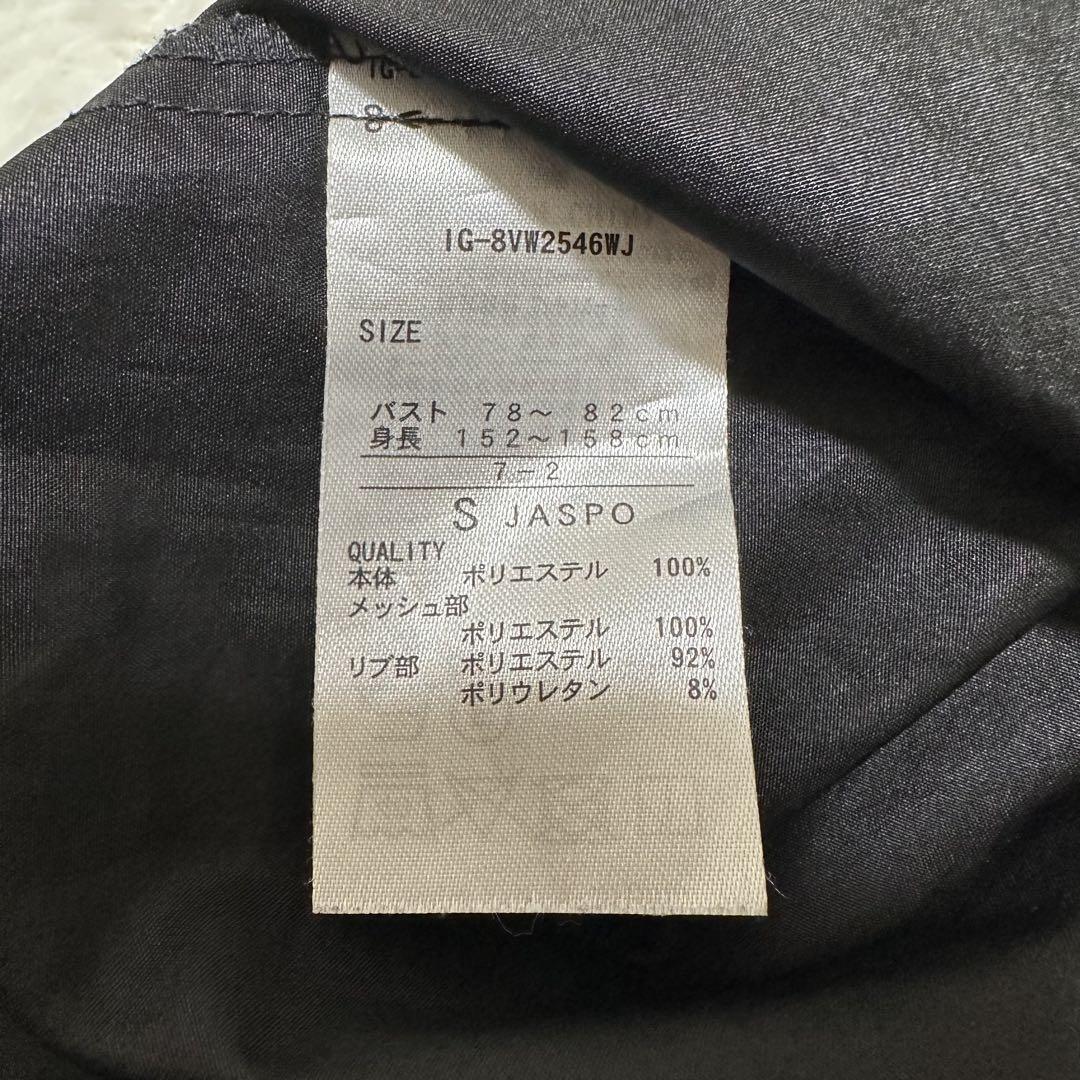 8
IG-8VW2546WJ
SIZE
バスト 78～ 82cm
身長 152～158cm
7-2
S JASPO
QUALITY
本体 ポリエステル 100%
メッシュ部
ポリエステル 100%
リブ部 ポリエステル 92%
ポリウレタン 8%